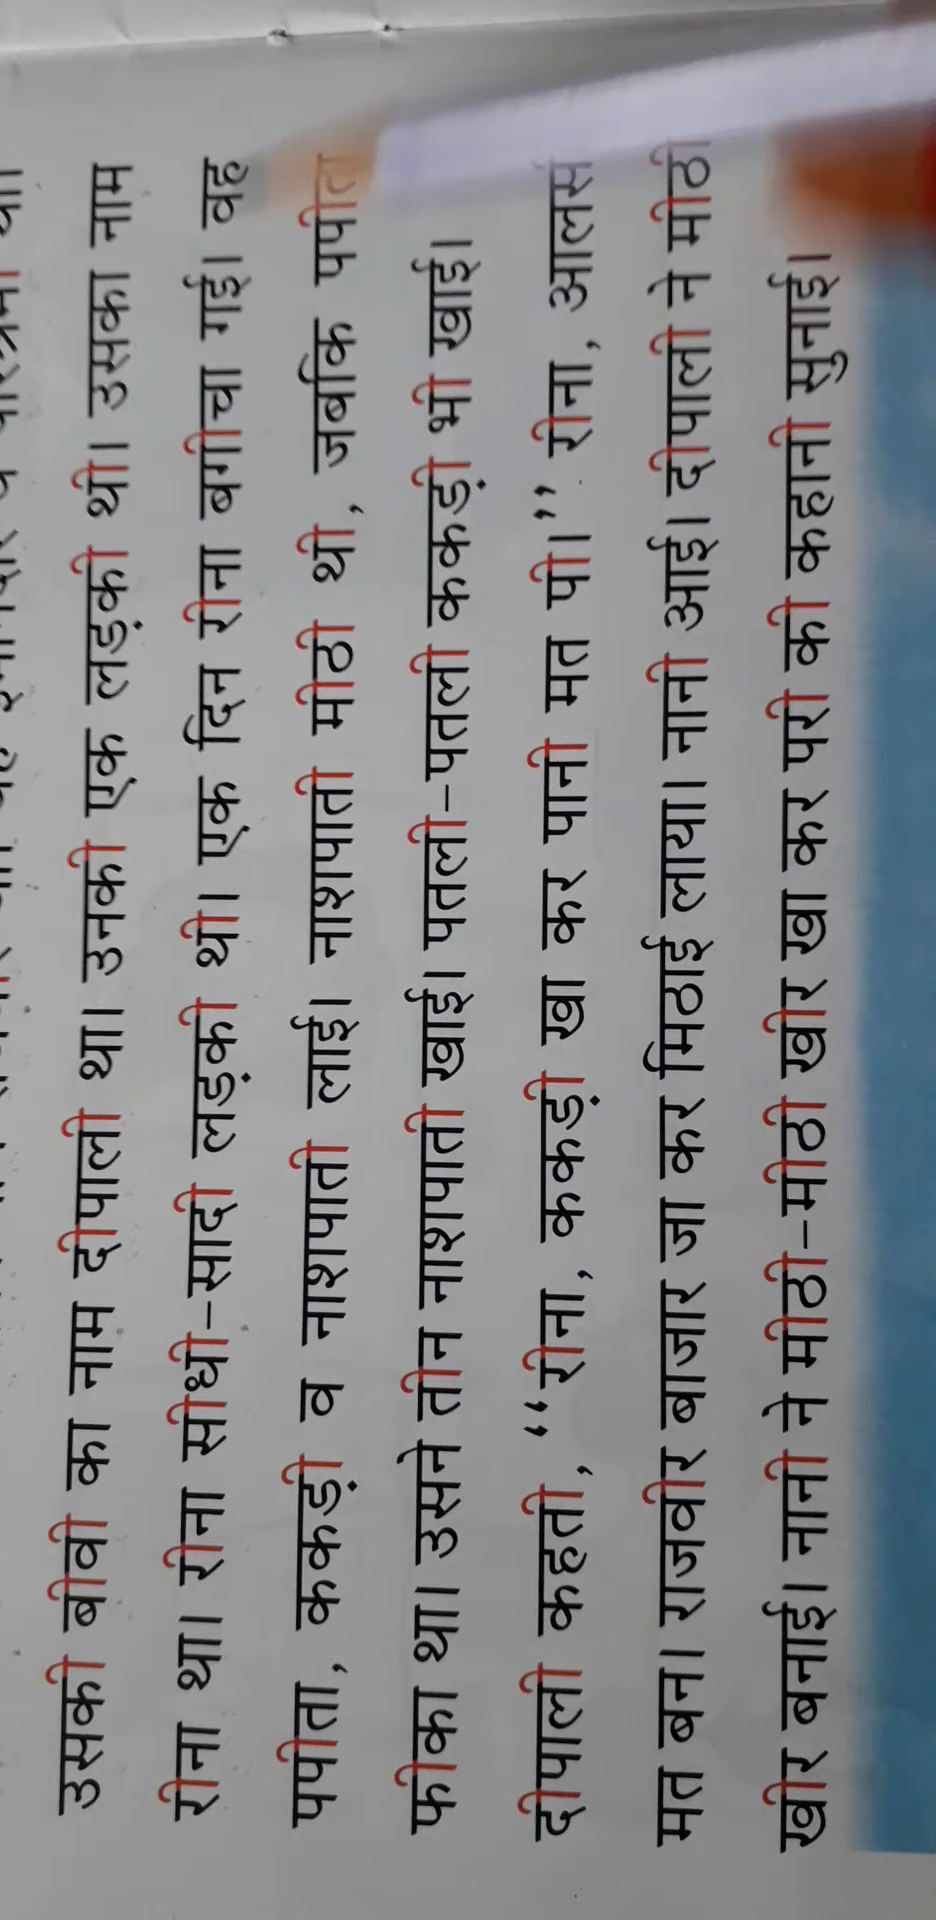 उसकी बीवी का नाम दीपाली था। उनकी एक लड़की थी। उसका नाम
रीना था। रीना सीधी-सादी लड़की थी। एक दिन रीना बगीचा गई। वह
पपीता, ककड़ी व नाशपाती लाई। नाशपाती मीठी थी, जबकि
फीका था। उसने तीन नाशपाती खाई। पतली-पतली ककड़ी भी खाई।
दीपाली कहती, “रीना, ककड़ी खा कर पानी मत पी।” रीना, आलस
मत बन। राजवीर बाजार जा कर मिठाई लाया। नानी आई। दीपाली ने मीठी
खीर बनाई। नानी ने मीठी-मीठी खीर खा कर परी की कहानी सुनाई।